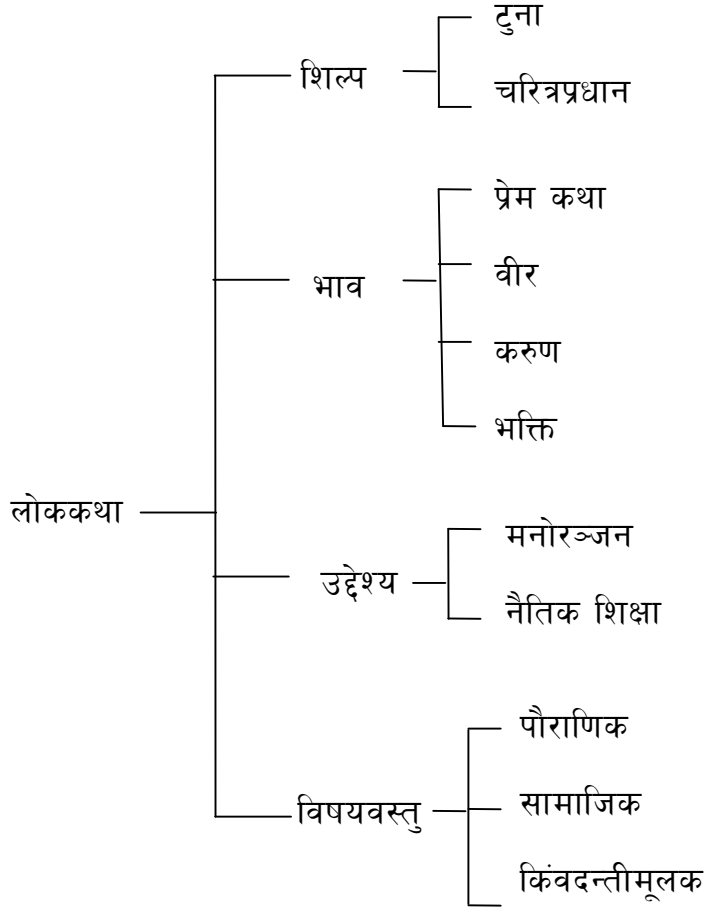 टुना
शिल्प
चरित्रप्रधान
प्रेम कथा
वीर
भाव
करुण
भक्ति
लोककथा
मनोरञ्जन
उद्देश्य
नैतिक शिक्षा
पौराणिक
सामाजिक
विषयवस्तु
किंवदन्तीमूलक